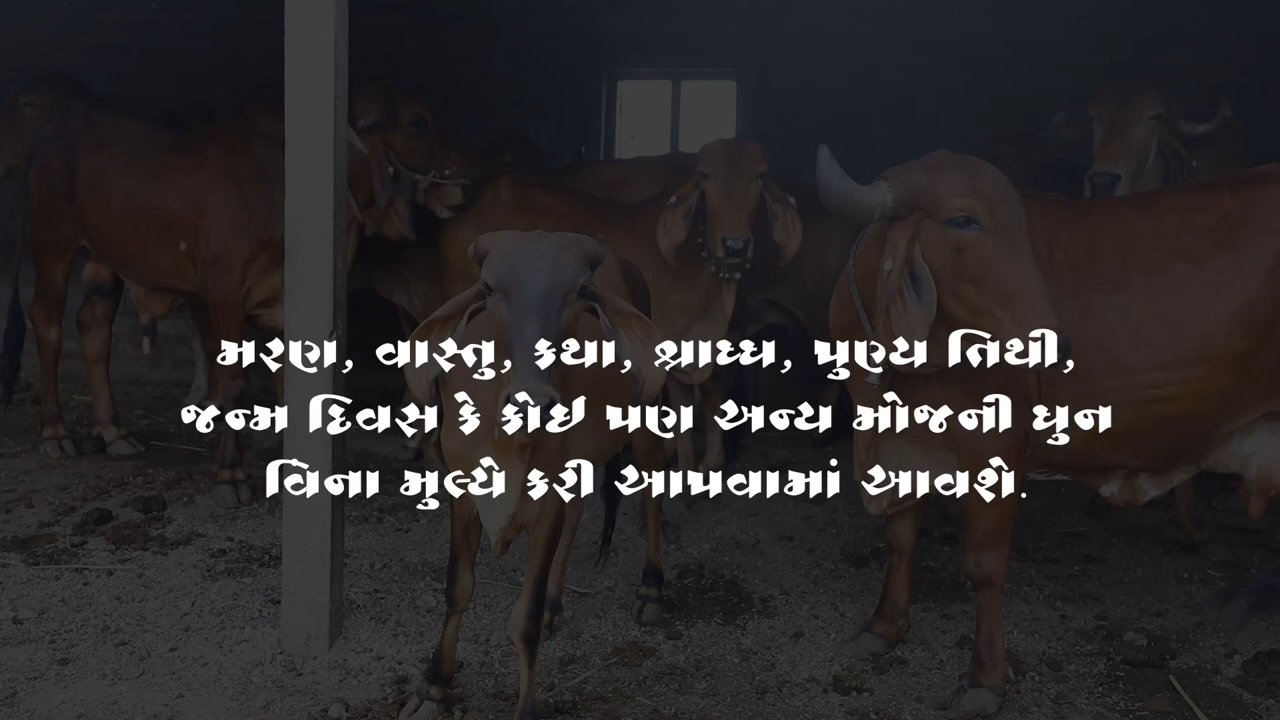 મરણ, વાસ્તુ, કથા, શ્રાધ્ધ, પુણ્ય તિથી,
જન્મ દિવસ કે કોઈ પણ અન્ય મોજની ધુન
વિના મુલ્યે કરી આપવામાં આવશે.